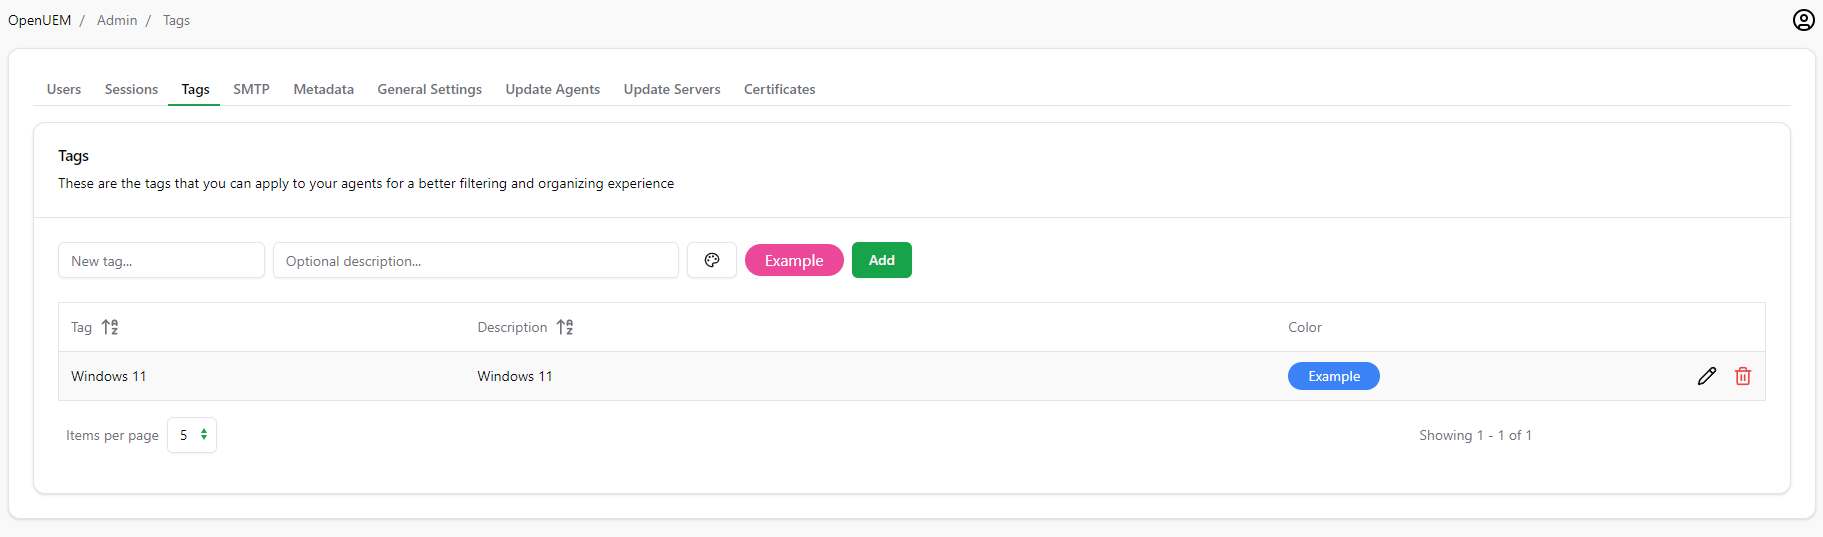 OpenUEM / Admin / Tags
Users Sessions Tags SMTP Metadata General Settings Update Agents Update Servers Certificates
Tags
These are the tags that you can apply to your agents for a better filtering and organizing experience
New tag... Optional description... Example Add
Tag Description Color
Windows 11 Windows 11 Example
Items per page 5 Showing 1 - 1 of 1